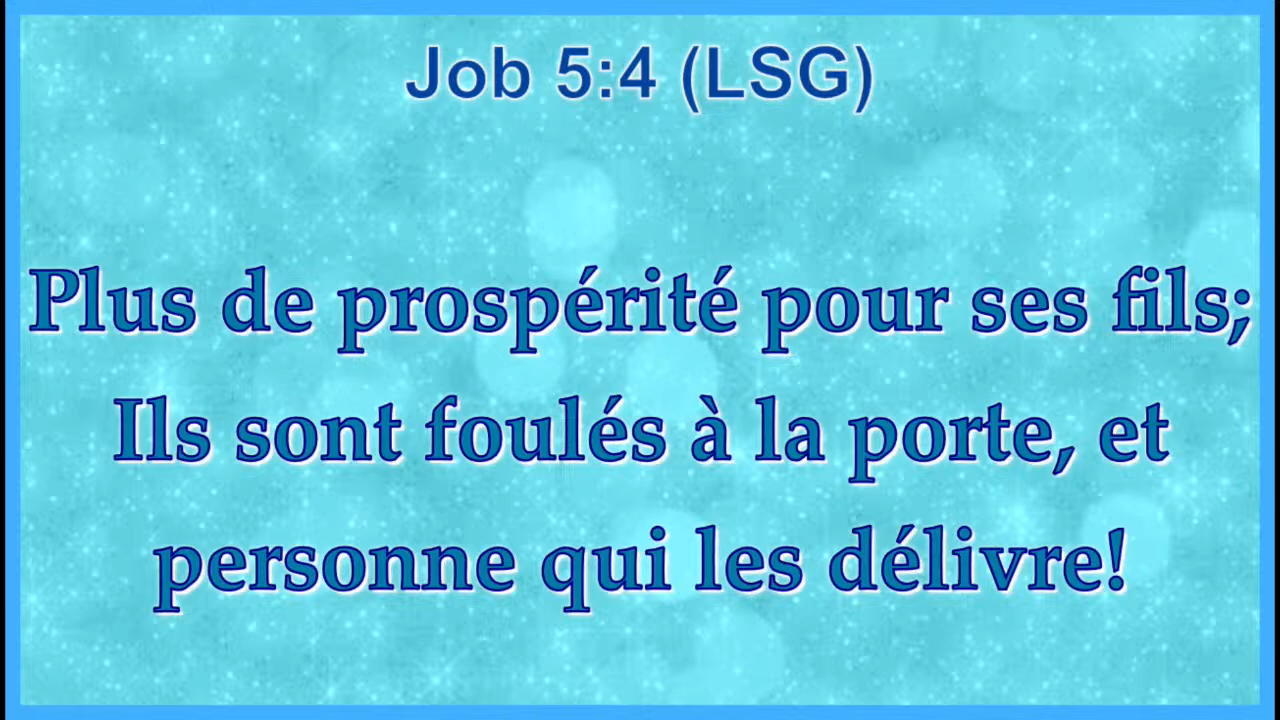 Job 5:4 (LSG)
Plus de prospérité pour ses fils;
Ils sont foulés à la porte, et
personne qui les délivre!